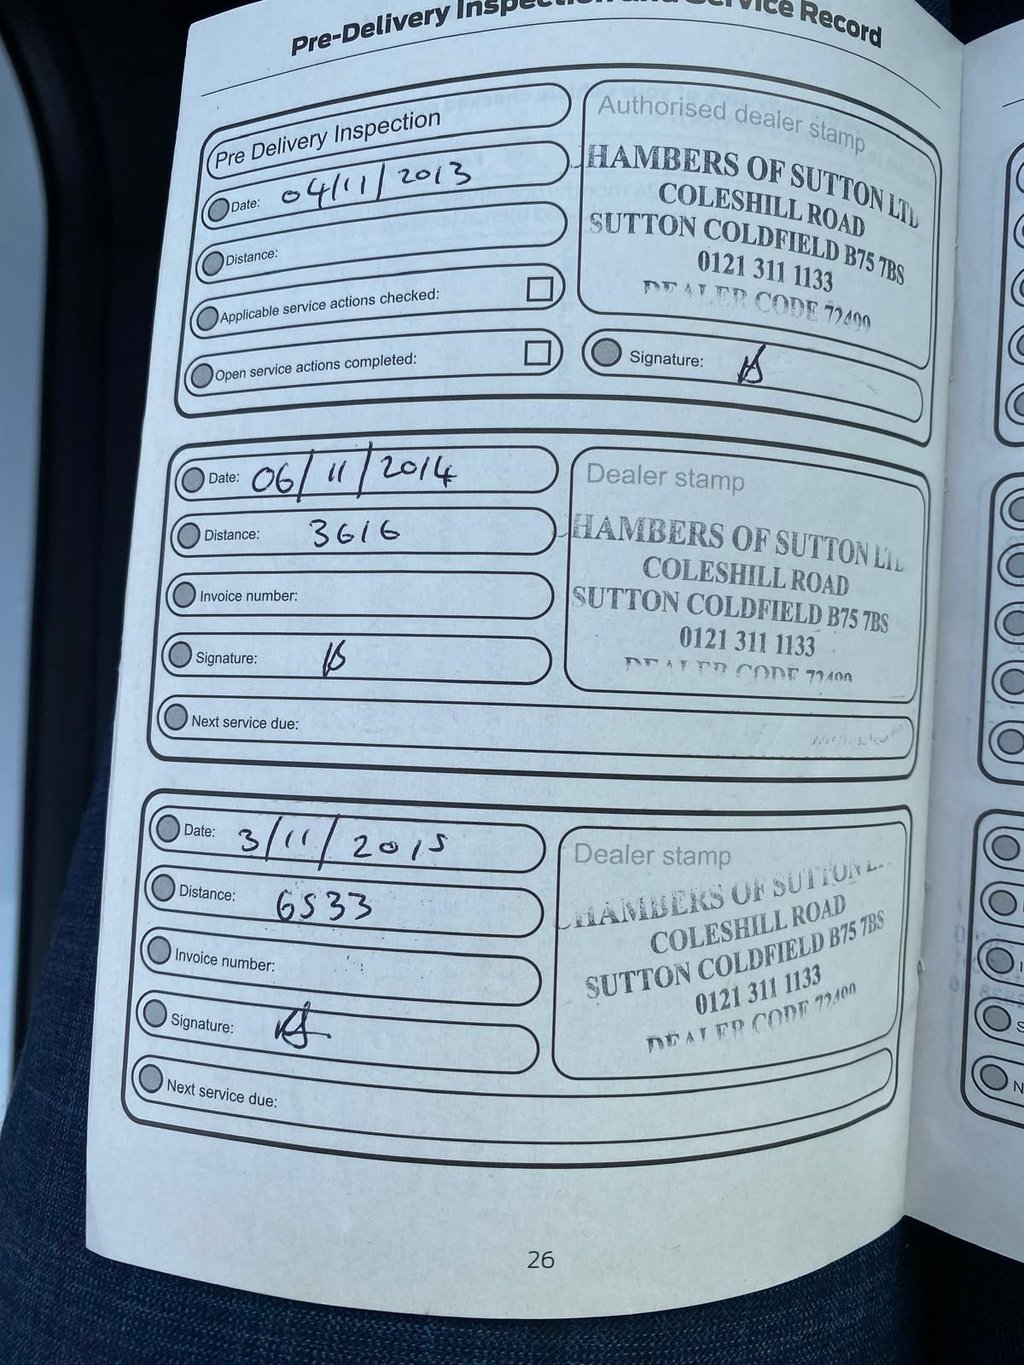 Pre-Delivery Inspection and Service Record
Pre Delivery Inspection
Date: 04/11/2013
Distance:
Applicable service actions checked:
Open service actions completed:
Authorised dealer stamp
CHAMBERS OF SUTTON LTD
COLESHILL ROAD
SUTTON COLDFIELD B75 7BS
0121 311 1133
DEALER CODE 72499
Signature:
Date: 06/11/2014
Distance: 3616
Invoice number:
Signature:
Next service due:
Dealer stamp
CHAMBERS OF SUTTON LTD
COLESHILL ROAD
SUTTON COLDFIELD B75 7BS
0121 311 1133
DEALER CODE 72499
Date: 3/11/2015
Distance: 6533
Invoice number:
Signature:
Next service due:
Dealer stamp
CHAMBERS OF SUTTON
COLESHILL ROAD
SUTTON COLDFIELD B75 7BS
0121 311 1133
DEALER CODE 72499
26